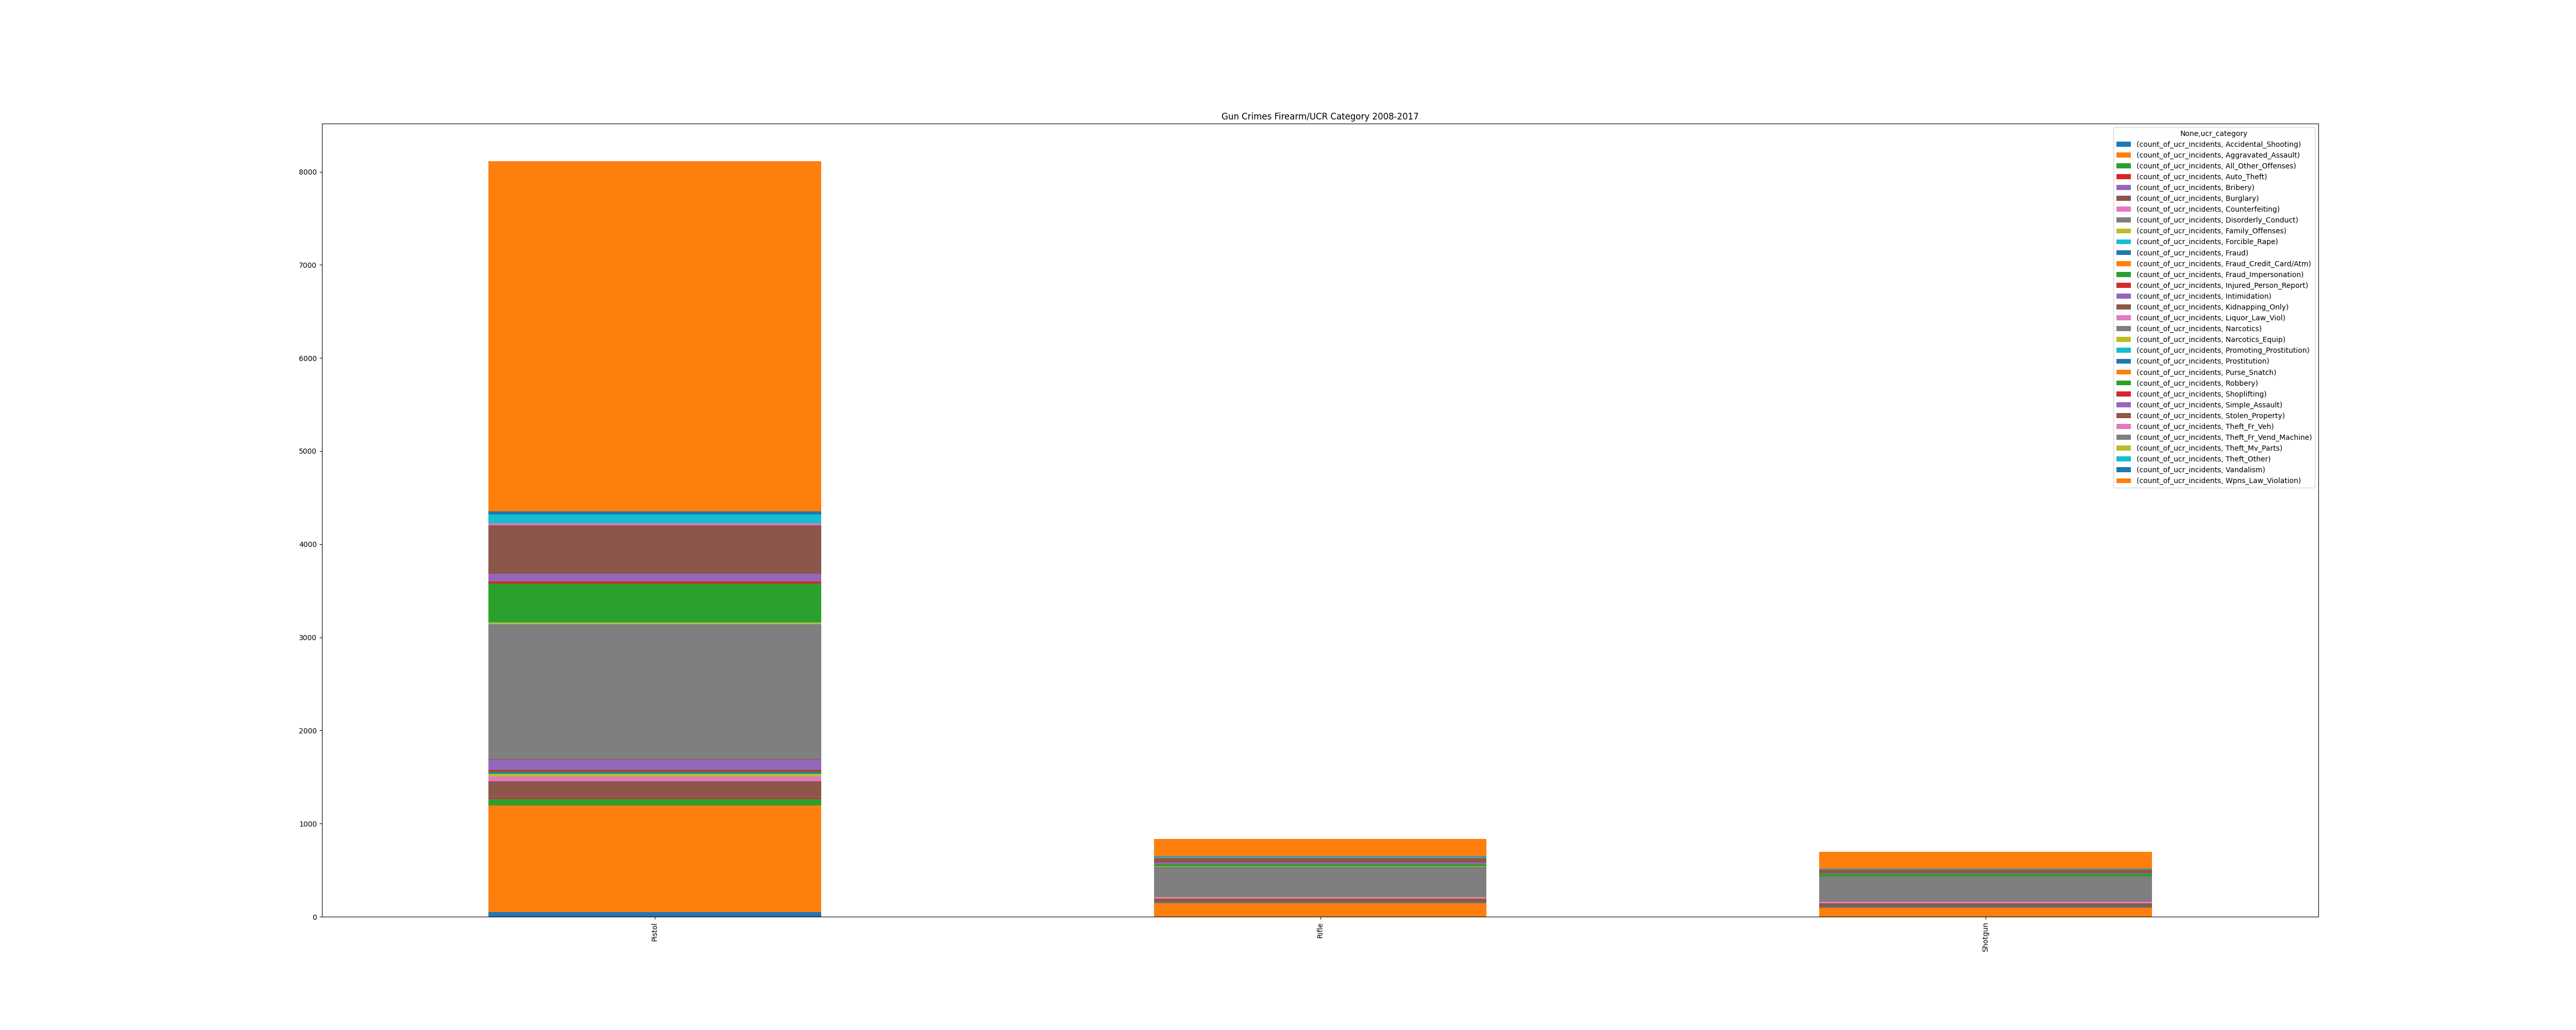 Gun Crimes Firearm/UCR Category 2008-2017
None,ucr_category
(count_of_ucr_incidents, Accidental_Shooting)
(count_of_ucr_incidents, Aggravated_Assault)
(count_of_ucr_incidents, All_Other_Offenses)
(count_of_ucr_incidents, Auto_Theft)
(count_of_ucr_incidents, Bribery)
(count_of_ucr_incidents, Burglary)
(count_of_ucr_incidents, Counterfeiting)
(count_of_ucr_incidents, Disorderly_Conduct)
(count_of_ucr_incidents, Family_Offenses)
(count_of_ucr_incidents, Forcible_Rape)
(count_of_ucr_incidents, Fraud)
(count_of_ucr_incidents, Fraud_Credit_Card/Atm)
(count_of_ucr_incidents, Fraud_Impersonation)
(count_of_ucr_incidents, Injured_Person_Report)
(count_of_ucr_incidents, Intimidation)
(count_of_ucr_incidents, Kidnapping_Only)
(count_of_ucr_incidents, Liquor_Law_Viol)
(count_of_ucr_incidents, Narcotics)
(count_of_ucr_incidents, Narcotics_Equip)
(count_of_ucr_incidents, Promoting_Prostitution)
(count_of_ucr_incidents, Prostitution)
(count_of_ucr_incidents, Purse_Snatch)
(count_of_ucr_incidents, Robbery)
(count_of_ucr_incidents, Shoplifting)
(count_of_ucr_incidents, Simple_Assault)
(count_of_ucr_incidents, Stolen_Property)
(count_of_ucr_incidents, Theft_Fr_Veh)
(count_of_ucr_incidents, Theft_Fr_Vend_Machine)
(count_of_ucr_incidents, Theft_Mv_Parts)
(count_of_ucr_incidents, Theft_Other)
(count_of_ucr_incidents, Vandalism)
(count_of_ucr_incidents, Wpns_Law_Violation)
8000
7000
6000
5000
4000
3000
2000
1000
0
Pistol
Rifle
Shotgun